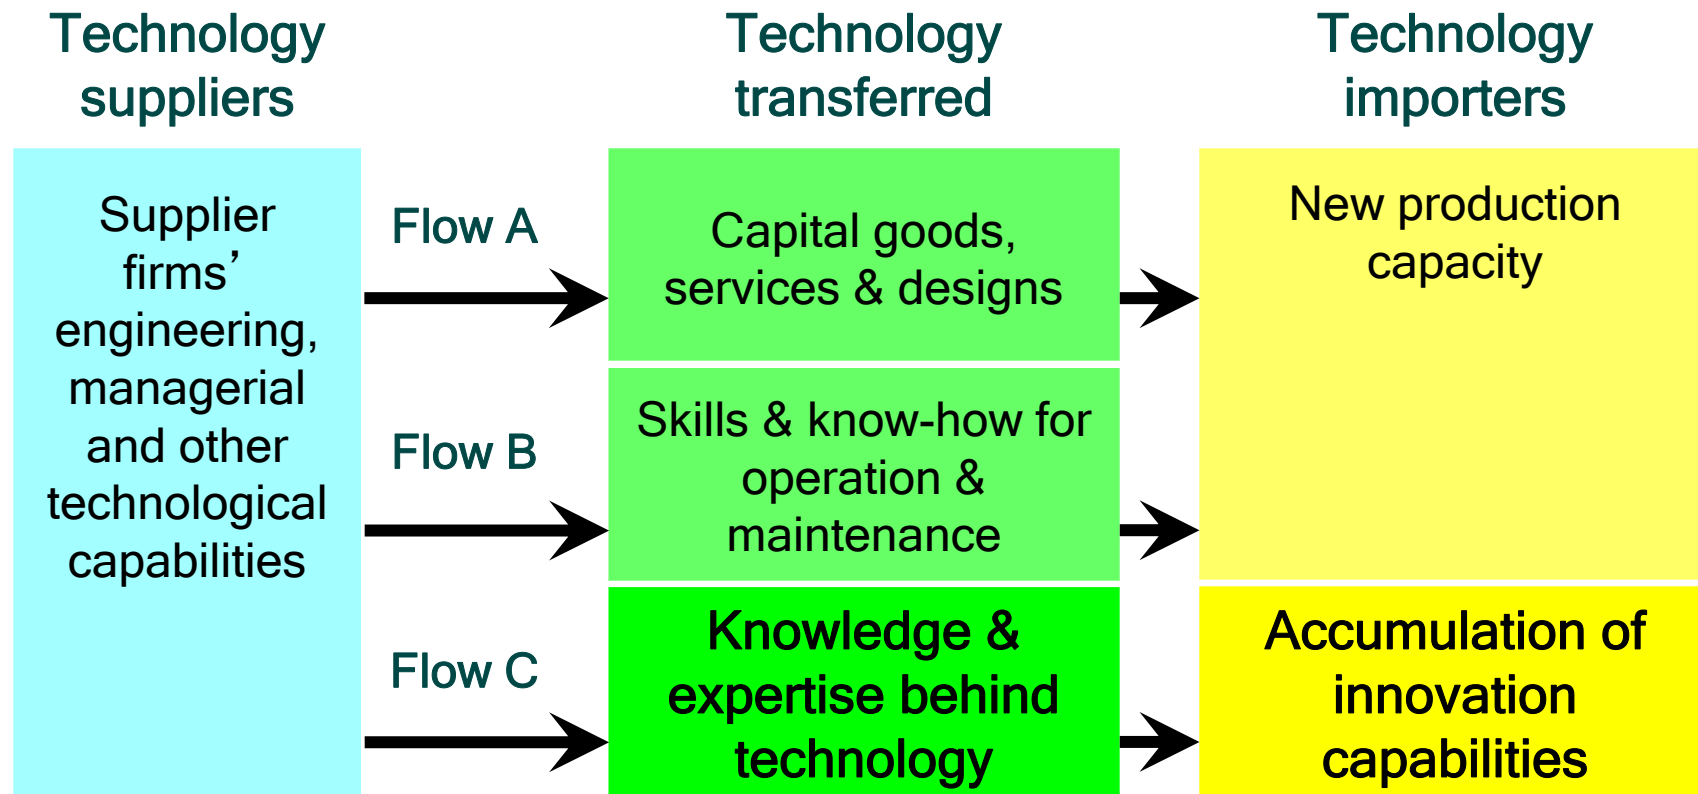 Technology
suppliers
Technology
transferred
Technology
importers
Supplier
firms’
engineering,
managerial
and other
technological
capabilities
Flow A
Capital goods,
services & designs
New production
capacity
Flow B
Skills & know-how for
operation &
maintenance
Flow C
Knowledge &
expertise behind
technology
Accumulation of
innovation
capabilities